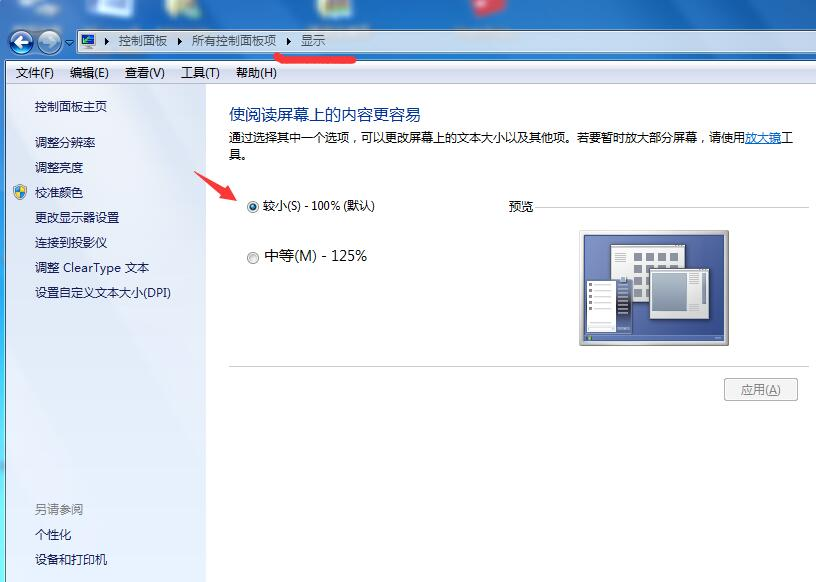 控制面板 ▸ 所有控制面板项 ▸ 显示
文件(F) 编辑(E) 查看(V) 工具(T) 帮助(H)
控制面板主页
调整分辨率
调整亮度
校准颜色
更改显示器设置
连接到投影仪
调整 ClearType 文本
设置自定义文本大小(DPI)
使阅读屏幕上的内容更容易
通过选择其中一个选项，可以更改屏幕上的文本大小以及其他项。若要暂时放大部分屏幕，请使用放大镜工
具。
较小(S) - 100% (默认)
预览
中等(M) - 125%
应用(A)
另请参阅
个性化
设备和打印机